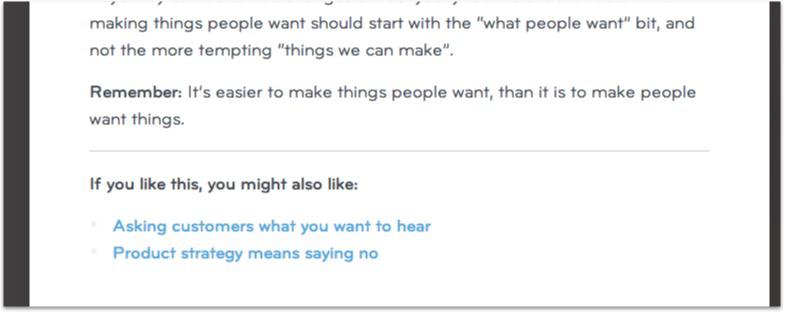 making things people want should start with the "what people want" bit, and
not the more tempting "things we can make".
Remember: It's easier to make things people want, than it is to make people
want things.
If you like this, you might also like:
Asking customers what you want to hear
Product strategy means saying no